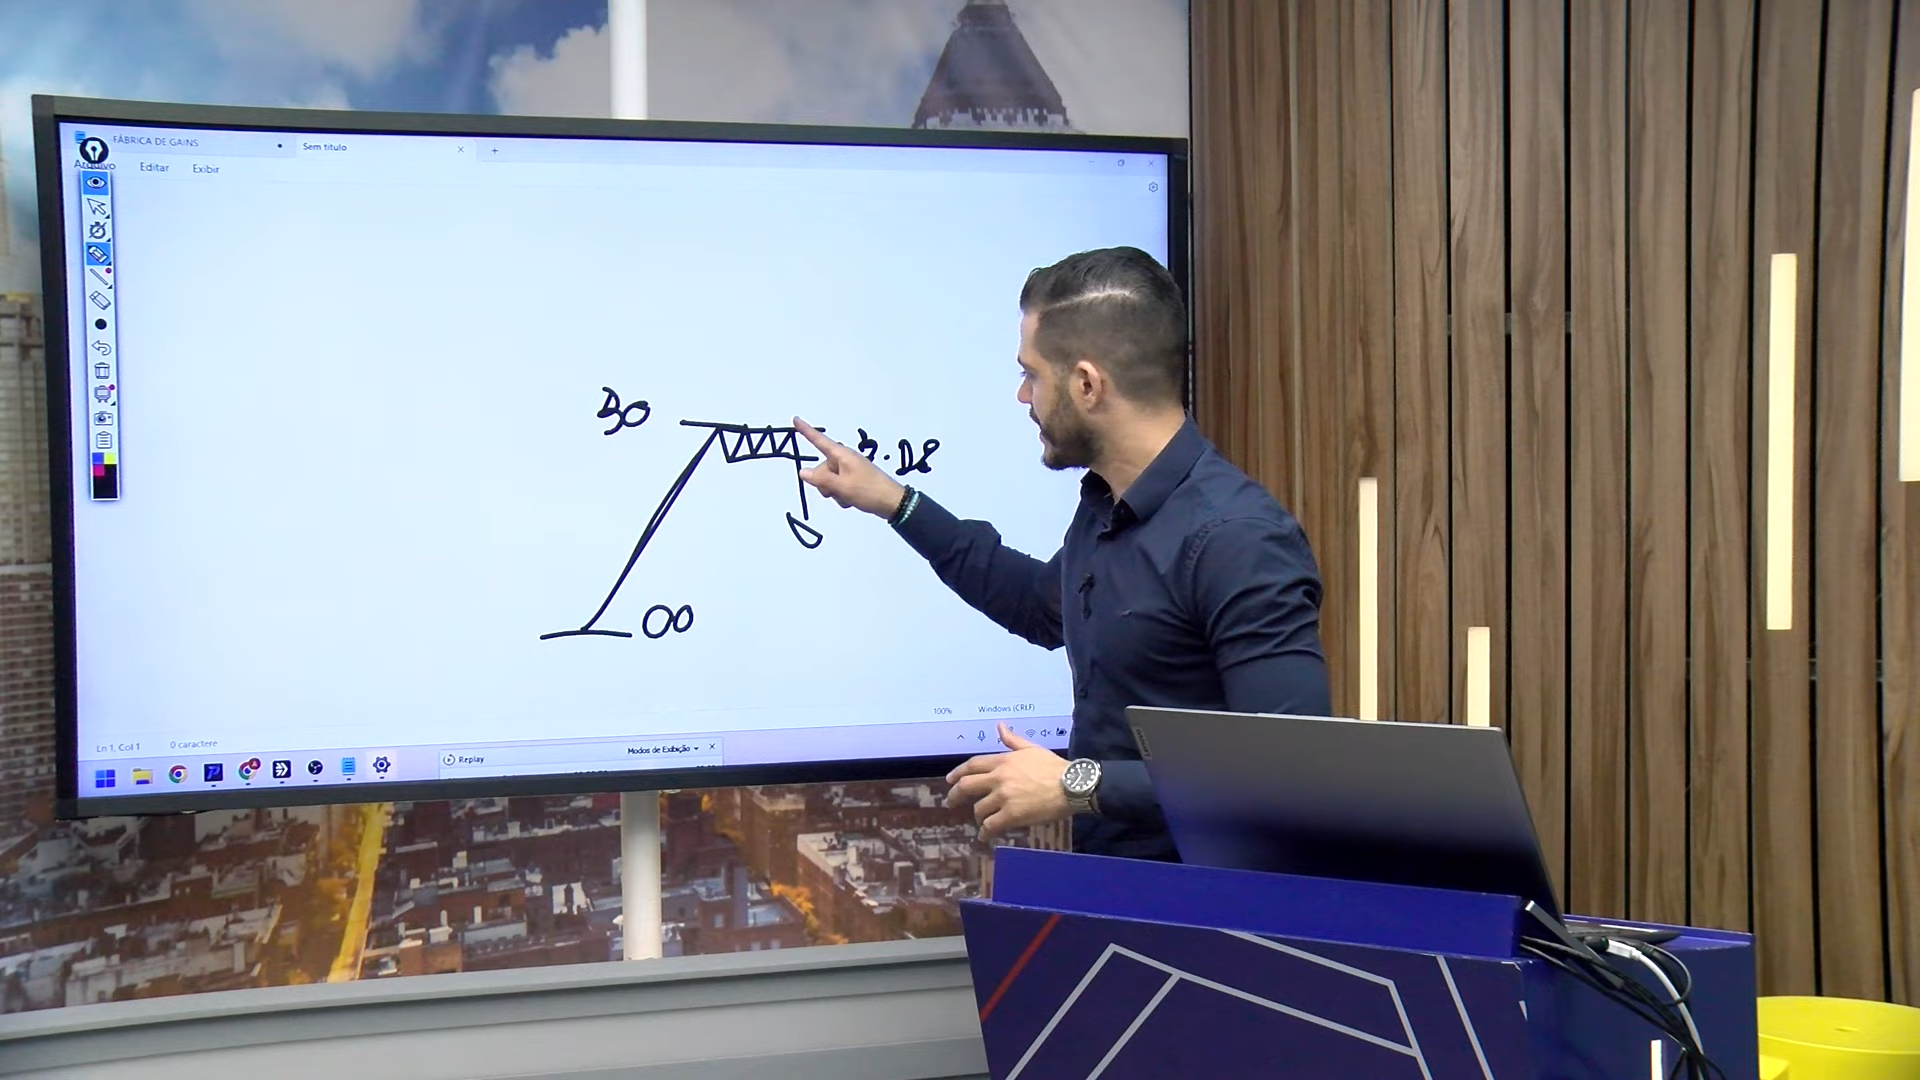 FÁBRICA DE GAINS
Sem título
Arquivo Editar Exibir
30
00
Ln 1, Col 1 0 caractere
100% Windows (CRLF)
Replay
Modos de Exibição